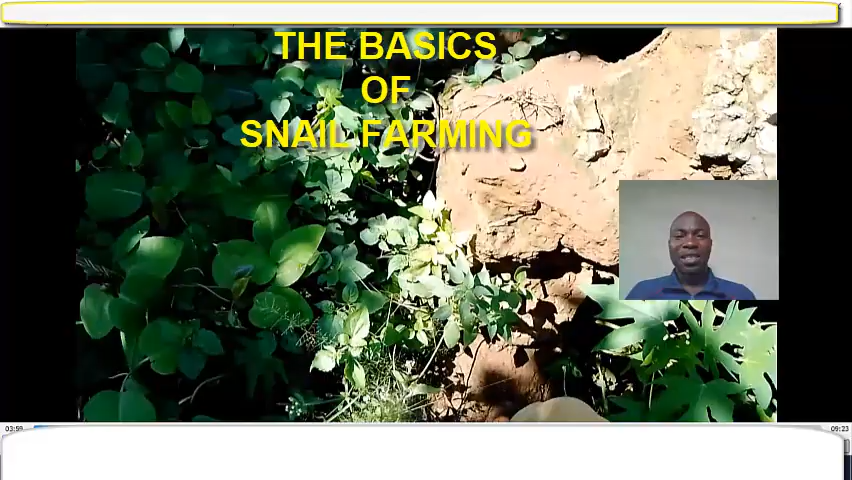 THE BASICS
OF
SNAIL FARMING
03:59
09:23